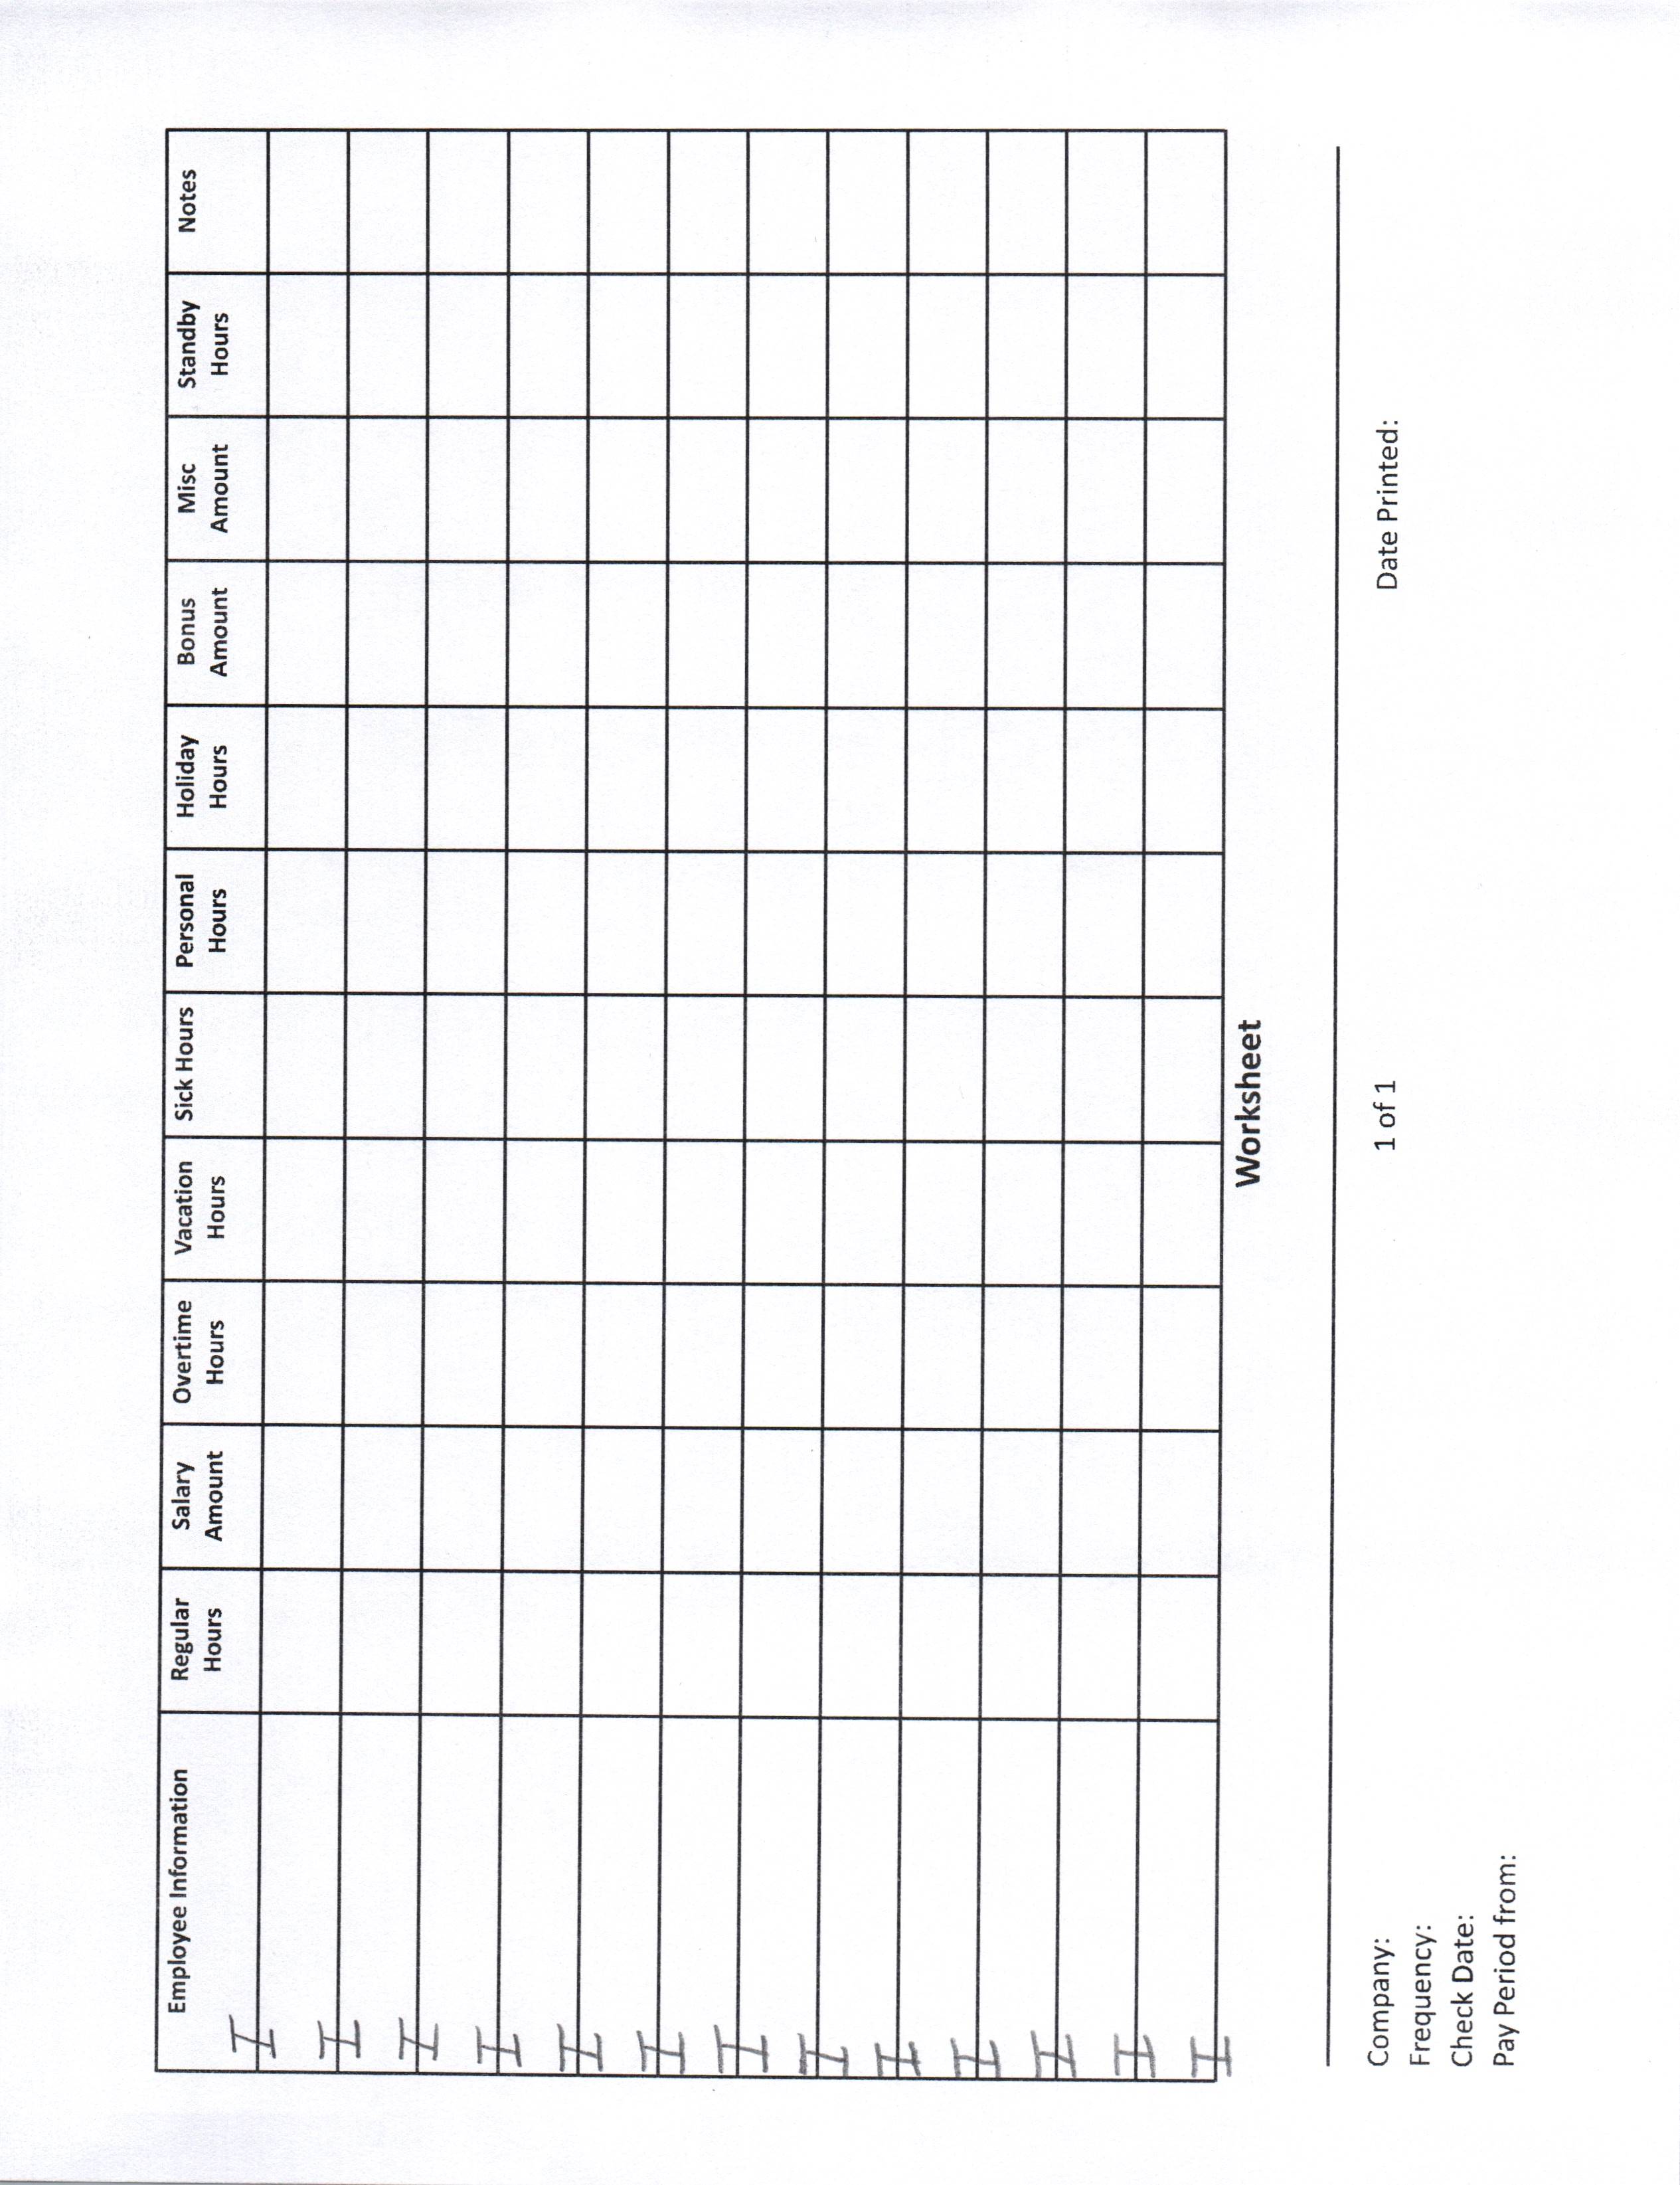 Employee Information Regular Salary Overtime Vacation Sick Hours Personal Holiday Bonus Misc Standby Notes
Hours Amount Hours Hours Hours Hours Amount Amount Hours
H
H
H
H
H
H
H
H
H
H
H
H
H
Worksheet
Company: 1 of 1 Date Printed:
Frequency:
Check Date:
Pay Period from: